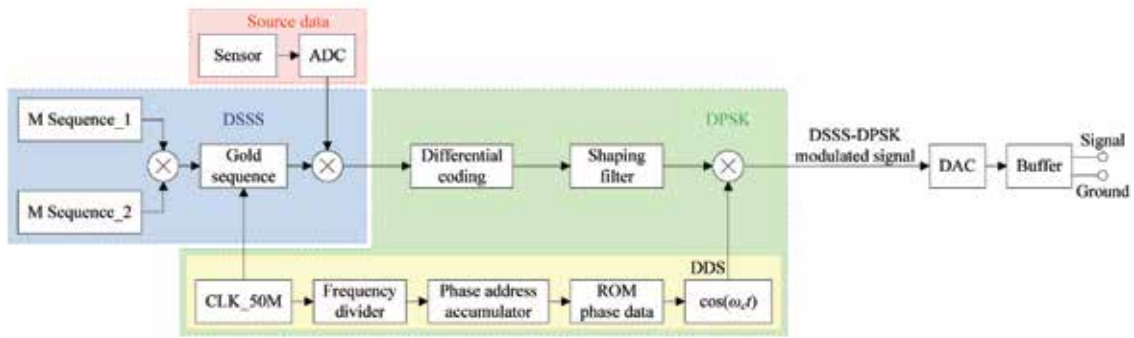 Source data
Sensor
ADC
M Sequence_1
DSSS
DPSK
Gold
sequence
Differential
coding
Shaping
filter
DSSS-DPSK
modulated signal
DAC
Buffer
Signal
Ground
M Sequence_2
DDS
CLK_50M
Frequency
divider
Phase address
accumulator
ROM
phase data
cos(ω_c t)